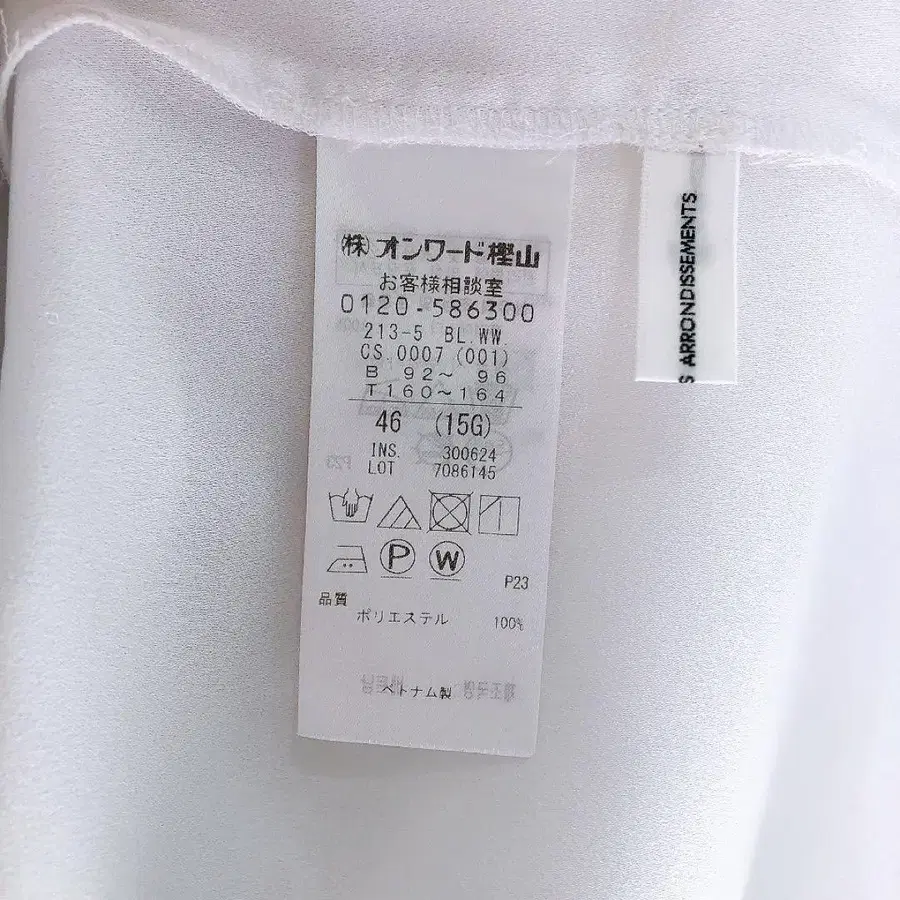 ㈱オンワード樫山
お客様相談室
0120-586300
213-5 BL.WW.
CS.0007 (001)
B 92～ 96
T160～164
46 (15G)
INS. 300624
LOT 7086145
P W
P23
品質
ポリエステル 100%
ベトナム製
S ARRONDISSEMENTS